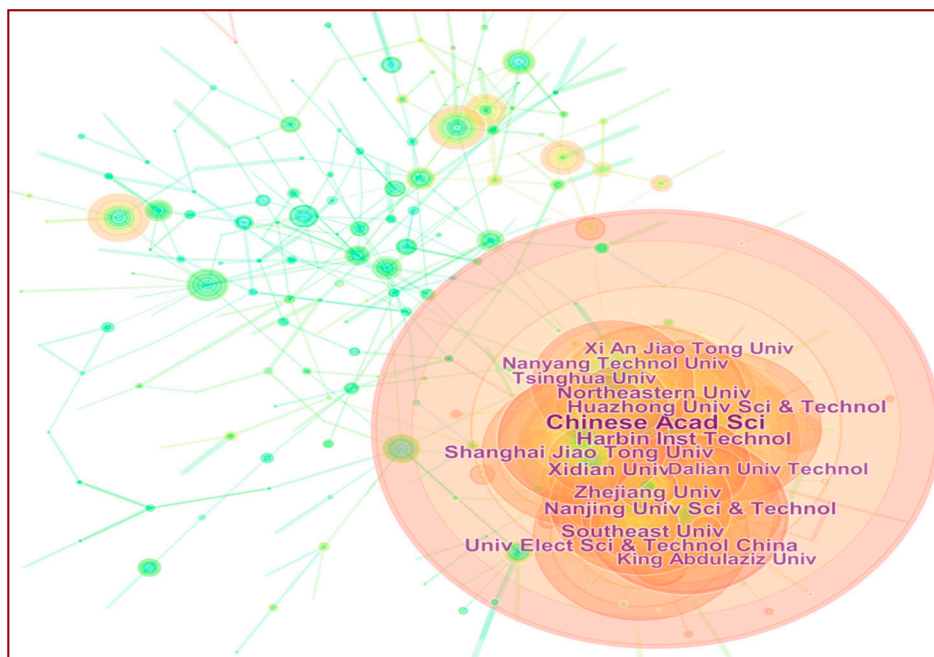 Xi An Jiao Tong Univ
Nanyang Technol Univ
Tsinghua Univ
Northeastern Univ
Huazhong Univ Sci & Technol
Chinese Acad Sci
Harbin Inst Technol
Shanghai Jiao Tong Univ
Xidian Univ Dalian Univ Technol
Zhejiang Univ
Nanjing Univ Sci & Technol
Southeast Univ
Univ Elect Sci & Technol China
King Abdulaziz Univ